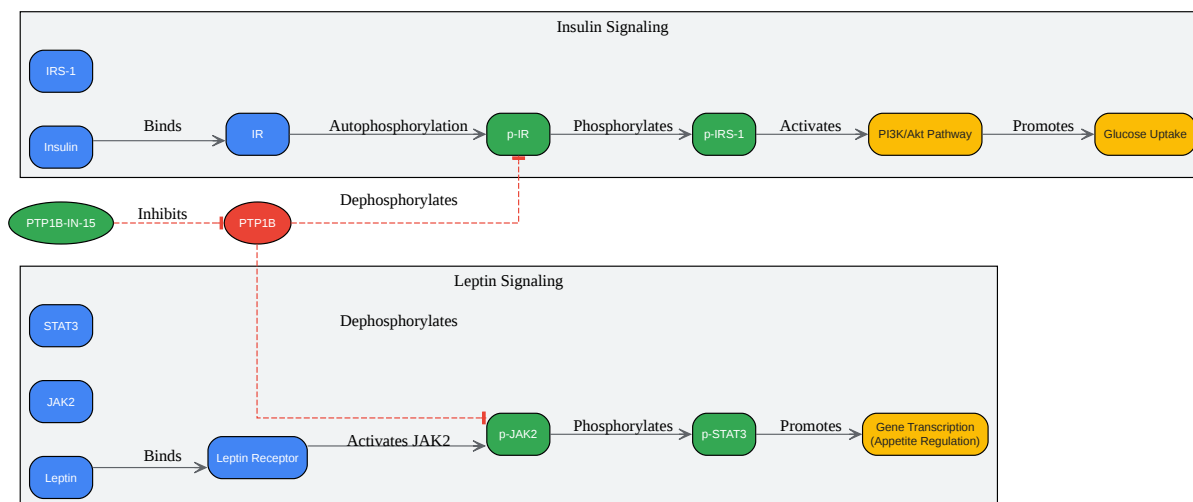 Insulin Signaling
IRS-1
Insulin
Binds
IR
Autophosphorylation
p-IR
Phosphorylates
p-IRS-1
Activates
PI3K/Akt Pathway
Promotes
Glucose Uptake
PTP1B-IN-15
Inhibits
PTP1B
Dephosphorylates
Leptin Signaling
STAT3
Dephosphorylates
JAK2
Leptin
Binds
Leptin Receptor
Activates JAK2
p-JAK2
Phosphorylates
p-STAT3
Promotes
Gene Transcription
(Appetite Regulation)